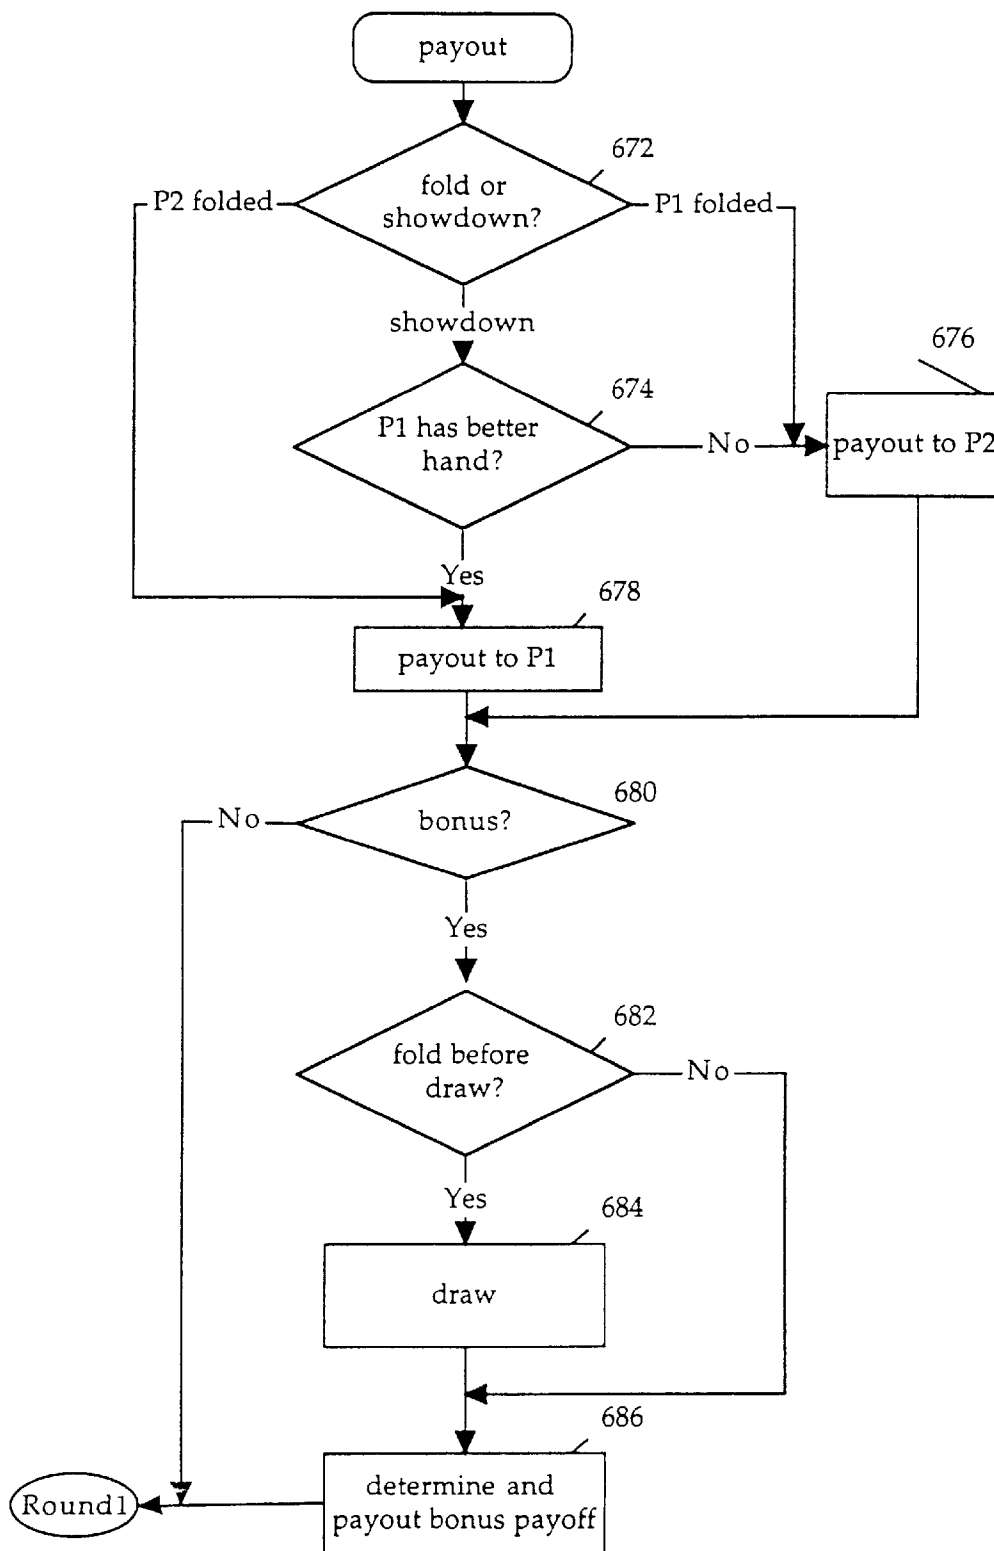 payout
672
fold or
showdown?
P2 folded
P1 folded
showdown
676
674
P1 has better
hand?
No
payout to P2
Yes
678
payout to P1
680
bonus?
No
Yes
682
fold before
draw?
No
Yes
684
draw
686
determine and
payout bonus payoff
Round1